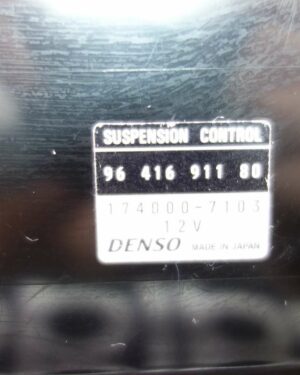 SUSPENSION CONTROL
96 416 911 80
174000-7103
12V
DENSO MADE IN JAPAN